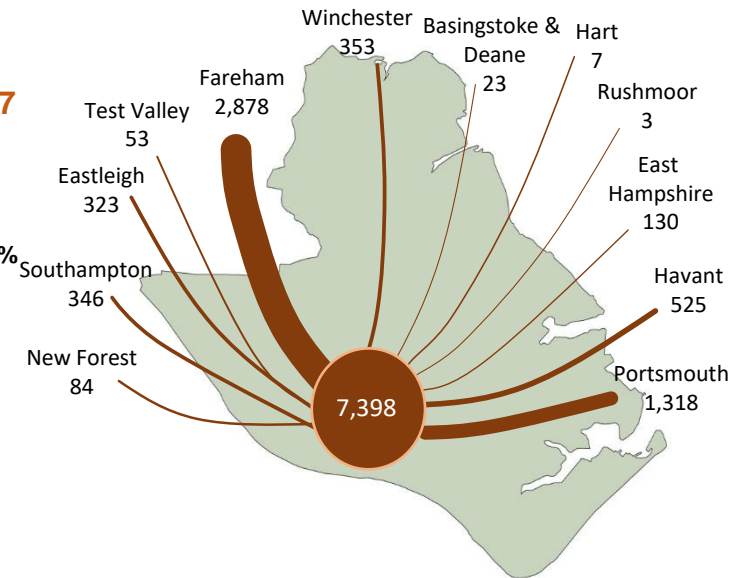 Winchester
353
Basingstoke &
Deane
23
Hart
7
7
Fareham
2,878
Rushmoor
3
Test Valley
53
East
Hampshire
130
Eastleigh
323
%
Southampton
346
Havant
525
New Forest
84
Portsmouth
1,318
7,398